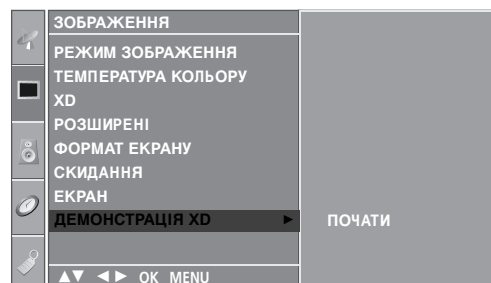 ЗОБРАЖЕННЯ
РЕЖИМ ЗОБРАЖЕННЯ
ТЕМПЕРАТУРА КОЛЬОРУ
XD
РОЗШИРЕНІ
ФОРМАТ ЕКРАНУ
СКИДАННЯ
ЕКРАН
ДЕМОНСТРАЦІЯ XD ► ПОЧАТИ
▲▼ ◄► OK MENU